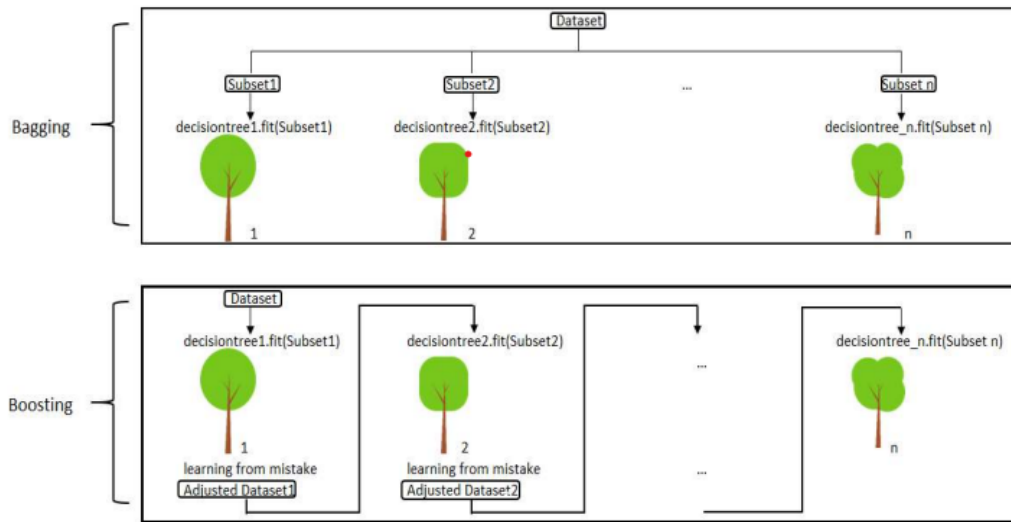 Dataset
Subset1 Subset2 ... Subset n
decisiontree1.fit(Subset1) decisiontree2.fit(Subset2) decisiontree_n.fit(Subset n)
Bagging
1 2 n
Dataset
decisiontree1.fit(Subset1) decisiontree2.fit(Subset2) decisiontree_n.fit(Subset n)
...
Boosting
1 2 n
learning from mistake learning from mistake ...
Adjusted Dataset1 Adjusted Dataset2